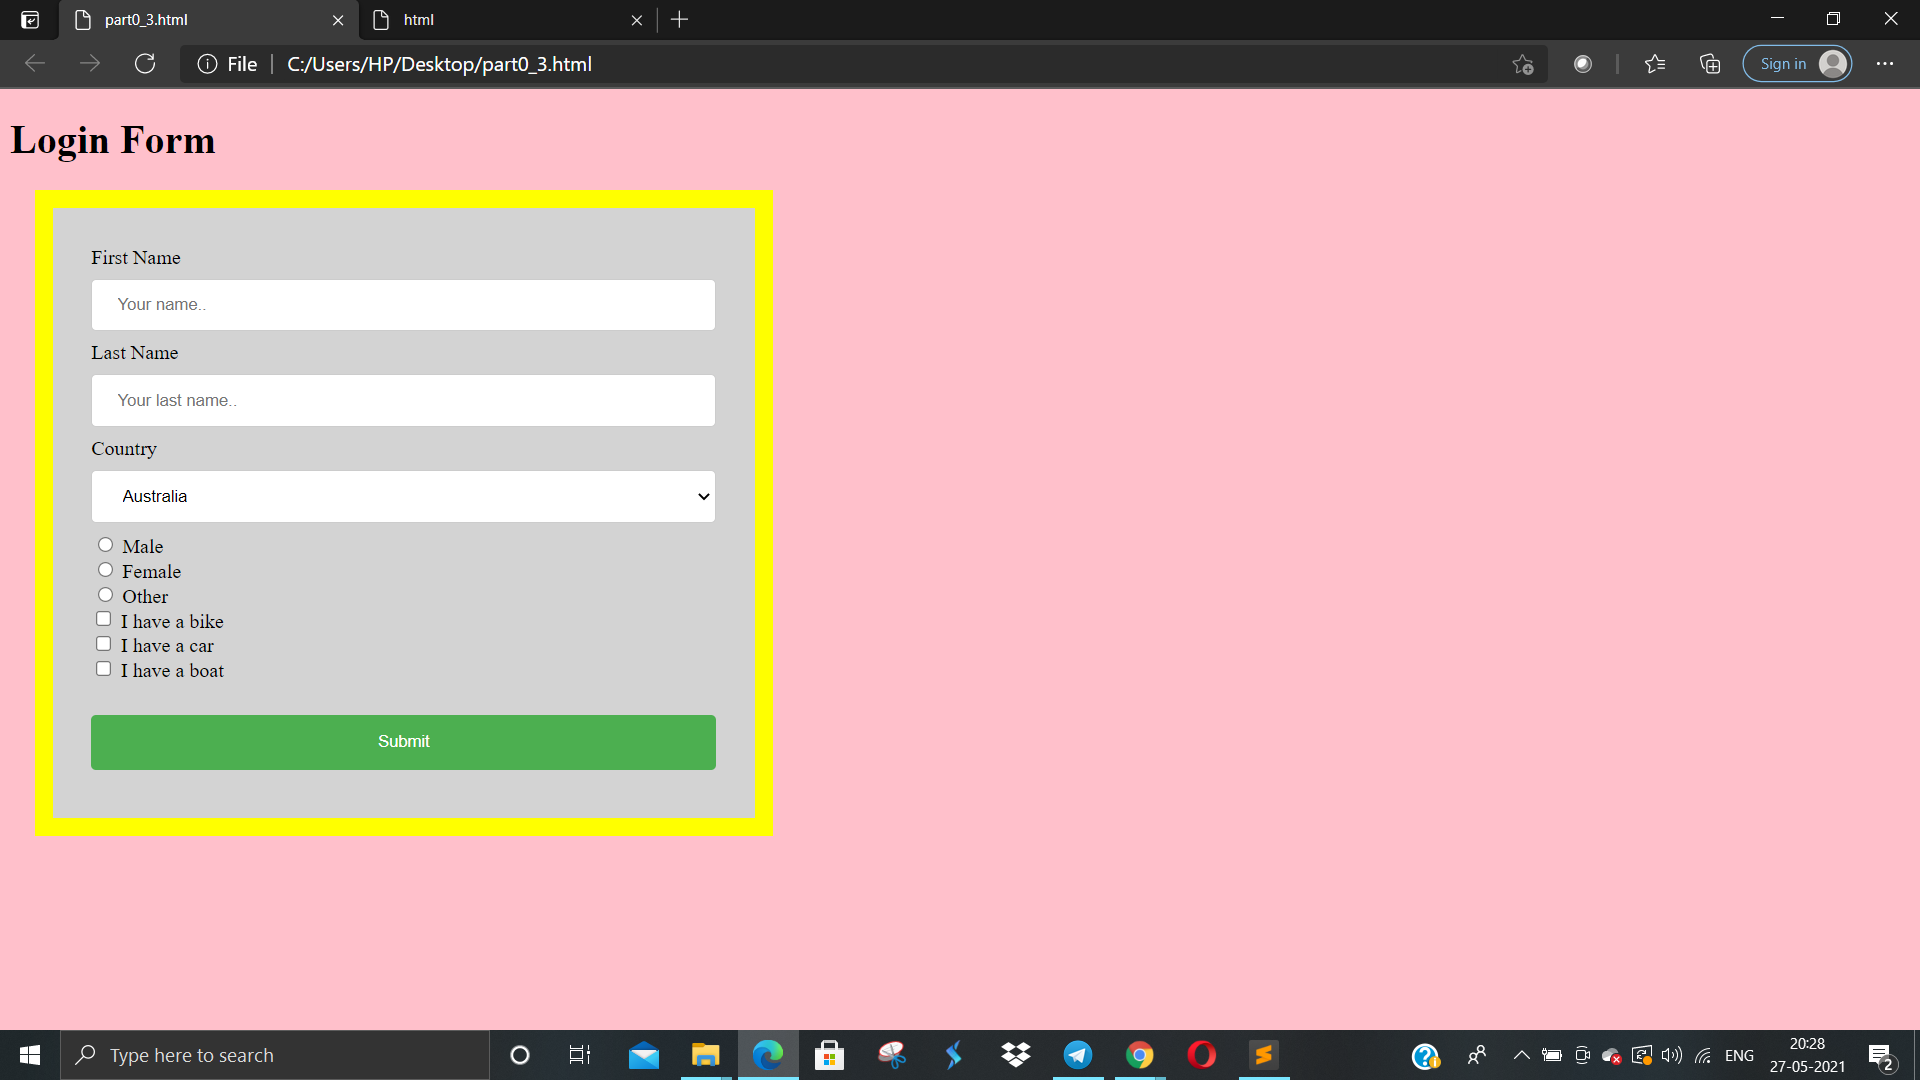 part0_3.html
html
File
C:/Users/HP/Desktop/part0_3.html
Sign in
Login Form
First Name
Your name..
Last Name
Your last name..
Country
Australia
Male
Female
Other
I have a bike
I have a car
I have a boat
Submit
Type here to search
ENG
20:28
27-05-2021
2